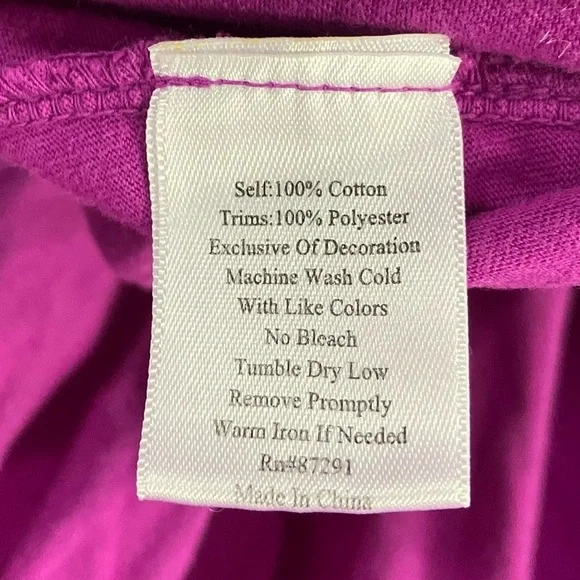 Self:100% Cotton
Trims:100% Polyester
Exclusive Of Decoration
Machine Wash Cold
With Like Colors
No Bleach
Tumble Dry Low
Remove Promptly
Warm Iron If Needed
Rn#87291
Made In China